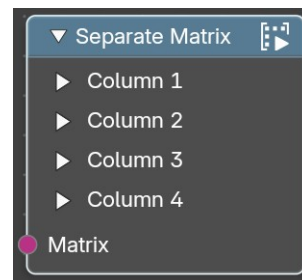 Separate Matrix
Column 1
Column 2
Column 3
Column 4
Matrix